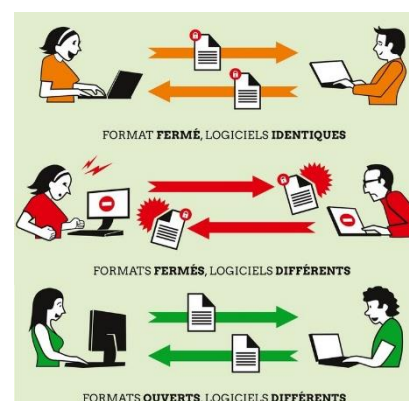 FORMAT FERMÉ, LOGICIELS IDENTIQUES
FORMATS FERMÉS, LOGICIELS DIFFÉRENTS
FORMATS OUVERTS, LOGICIELS DIFFÉRENTS